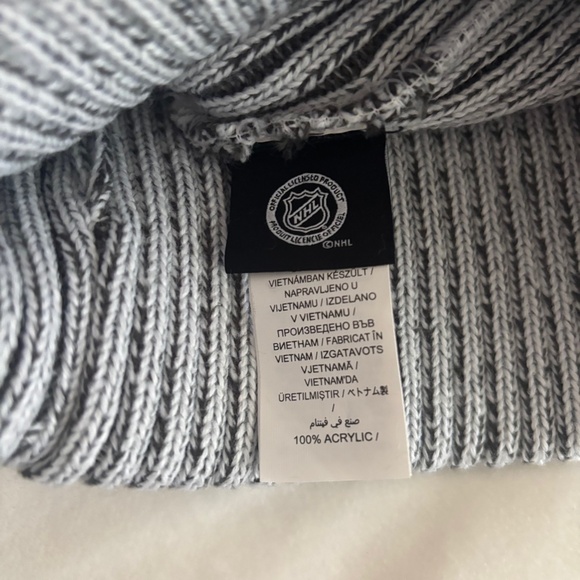 OFFICIAL LICENSED PRODUCT
NHL
PRODUIT LICENCIE OFFICIEL
©NHL
VIETNÁMBAN KÉSZÜLT /
NAPRAVLJENO U
VIJETNAMU / IZDELANO
V VIETNAMU /
ПРОИЗВЕДЕНО ВЪВ
ВИЕТНАМ / FABRICAT ÎN
VIETNAM / IZGATAVOTS
VJETNAMĀ /
VIETNAM'DA
ÜRETILMIŞTIR / ベトナム製
/
صنع في فيتنام /
100% ACRYLIC /